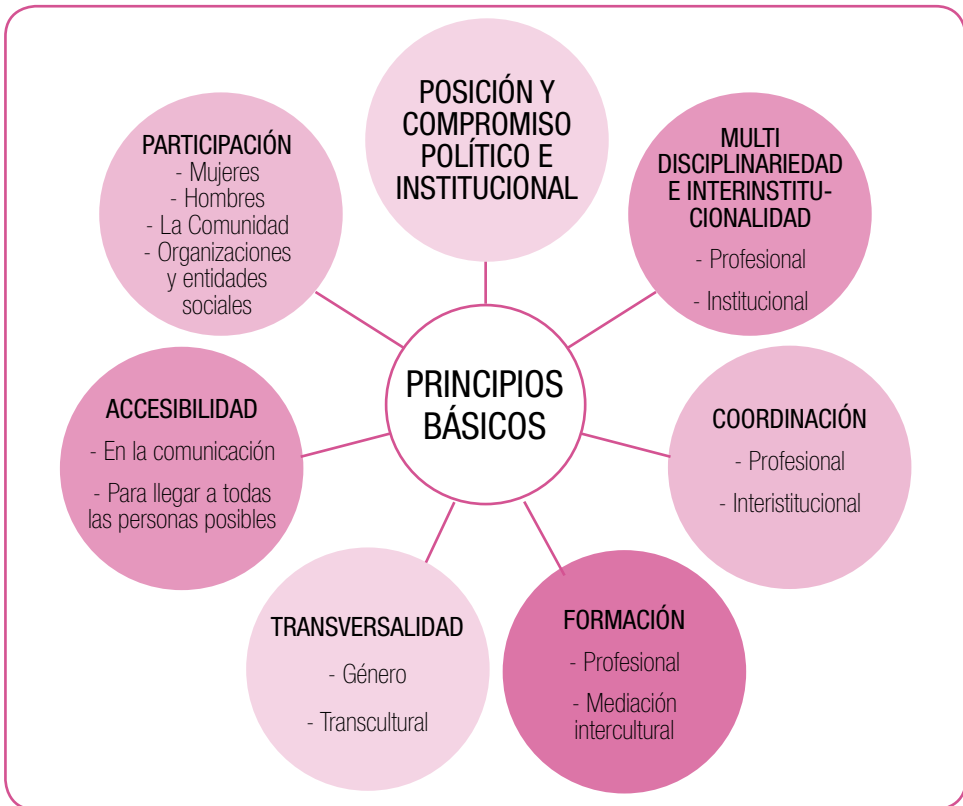 POSICIÓN Y
COMPROMISO
POLÍTICO E
INSTITUCIONAL
MULTI
DISCIPLINARIEDAD
E INTERINSTITU-
CIONALIDAD
- Profesional
- Institucional
COORDINACIÓN
- Profesional
- Interistitucional
FORMACIÓN
- Profesional
- Mediación
intercultural
TRANSVERSALIDAD
- Género
- Transcultural
ACCESIBILIDAD
- En la comunicación
- Para llegar a todas
las personas posibles
PARTICIPACIÓN
- Mujeres
- Hombres
- La Comunidad
- Organizaciones
y entidades
sociales
PRINCIPIOS
BÁSICOS